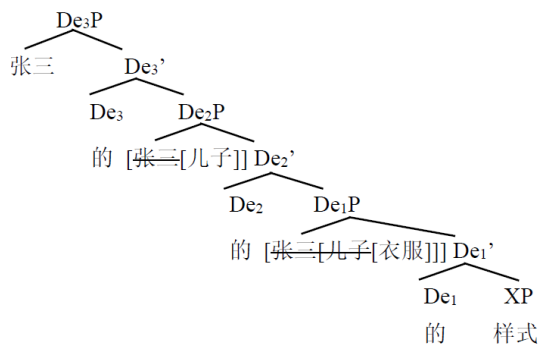 De₃P
张三 De₃’
De₃ De₂P
的 [张三[儿子]] De₂’
De₂ De₁P
的 [张三[儿子[衣服]]] De₁’
De₁ XP
的 样式